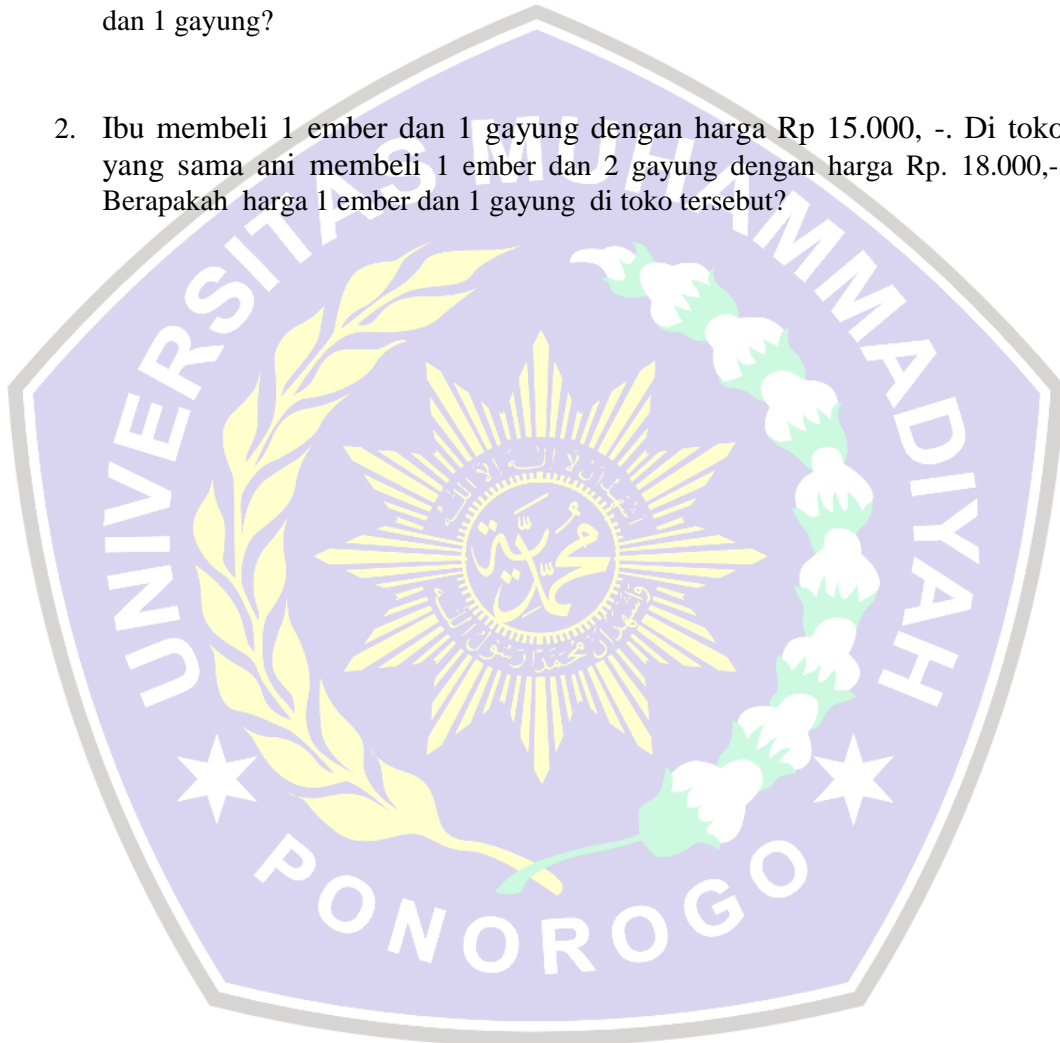 dan 1 gayung?
2. Ibu membeli 1 ember dan 1 gayung dengan harga Rp 15.000, -. Di toko
yang sama ani membeli 1 ember dan 2 gayung dengan harga Rp. 18.000,-
Berapakah harga 1 ember dan 1 gayung di toko tersebut?
UNIVERSITAS MUHAMMADIYAH
PONOROGO